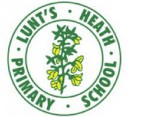 · LUNT'S · HEATH ·
PRIMARY · SCHOOL